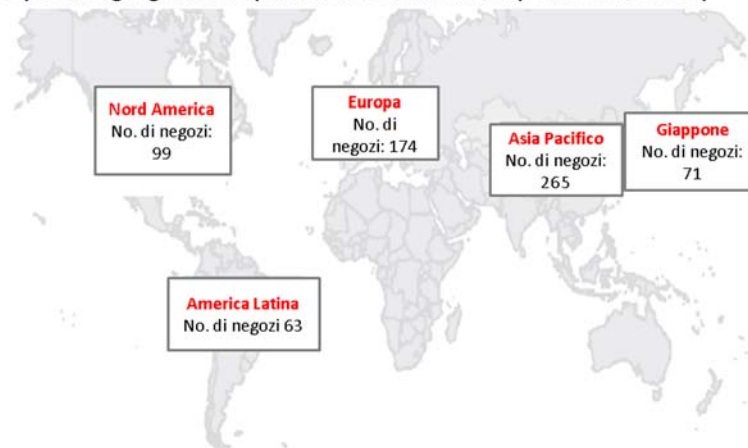 Nord America
No. di negozi:
99
Europa
No. di
negozi: 174
Asia Pacifico
No. di negozi:
265
Giappone
No. di negozi:
71
America Latina
No. di negozi 63